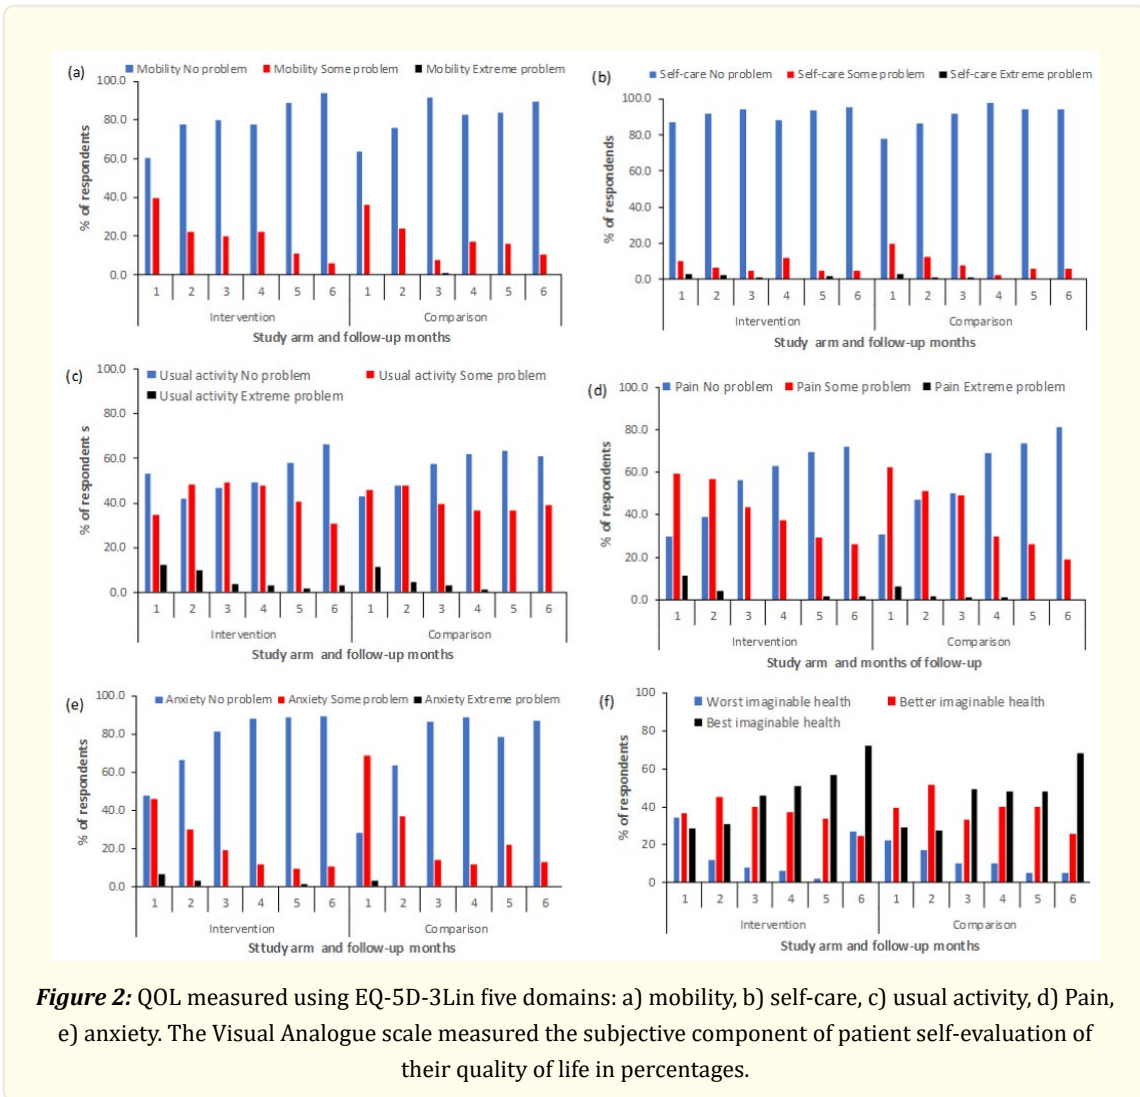 (a)
Mobility No problem Mobility Some problem Mobility Extreme problem
100.0
80.0
60.0
40.0
20.0
0.0
% of respondents
1 2 3 4 5 6 1 2 3 4 5 6
Intervention Comparison
Study arm and follow-up months
(b)
Self-care No problem Self-care Some problem Self-care Extreme problem
100.0
80.0
60.0
40.0
20.0
0.0
% of respondends
1 2 3 4 5 6 1 2 3 4 5 6
Intervention Comparison
Study arm and follow-up months
(c)
Usual activity No problem Usual activity Some problem
Usual activity Extreme problem
100.0
80.0
60.0
40.0
20.0
0.0
% of respondent s
1 2 3 4 5 6 1 2 3 4 5 6
Intervention Comparison
Study arm and follow-up months
(d)
Pain No problem Pain Some problem Pain Extreme problem
100.0
80.0
60.0
40.0
20.0
0.0
% of respondents
1 2 3 4 5 6 1 2 3 4 5 6
Intervention Comparison
Study arm and months of follow-up
(e)
Anxiety No problem Anxiety Some problem Anxiety Extreme problem
100.0
80.0
60.0
40.0
20.0
0.0
% of respondents
1 2 3 4 5 6 1 2 3 4 5 6
Intervention Comparison
Sttudy arm and follow-up months
(f)
Worst imaginable health Better imaginable health
Best imaginable health
100
80
60
40
20
0
% of respondents
1 2 3 4 5 6 1 2 3 4 5 6
Intervention Comparison
Study arm and follow-up months
Figure 2: QOL measured using EQ-5D-3Lin five domains: a) mobility, b) self-care, c) usual activity, d) Pain,
e) anxiety. The Visual Analogue scale measured the subjective component of patient self-evaluation of
their quality of life in percentages.